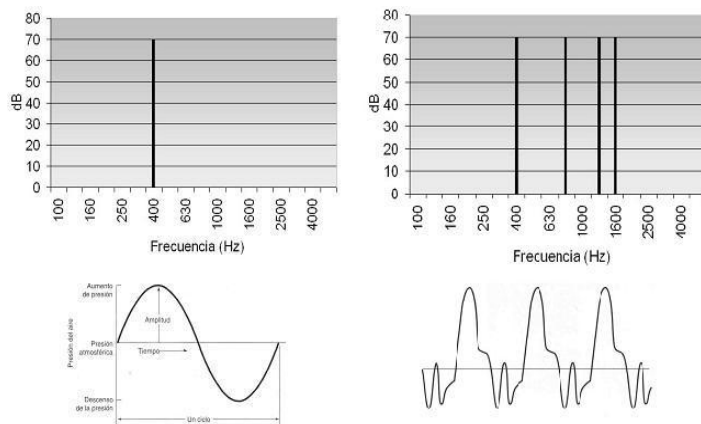 80
70
60
50
40
30
20
10
0
dB
100 160 250 400 630 1000 1600 2500 4000
Frecuencia (Hz)
80
70
60
50
40
30
20
10
0
dB
100 160 250 400 630 1000 1600 2500 4000
Frecuencia (Hz)
Aumento
de presión
Amplitud
Presión del aire
Presión
atmosférica
Tiempo
Descenso
de la presión
Un ciclo